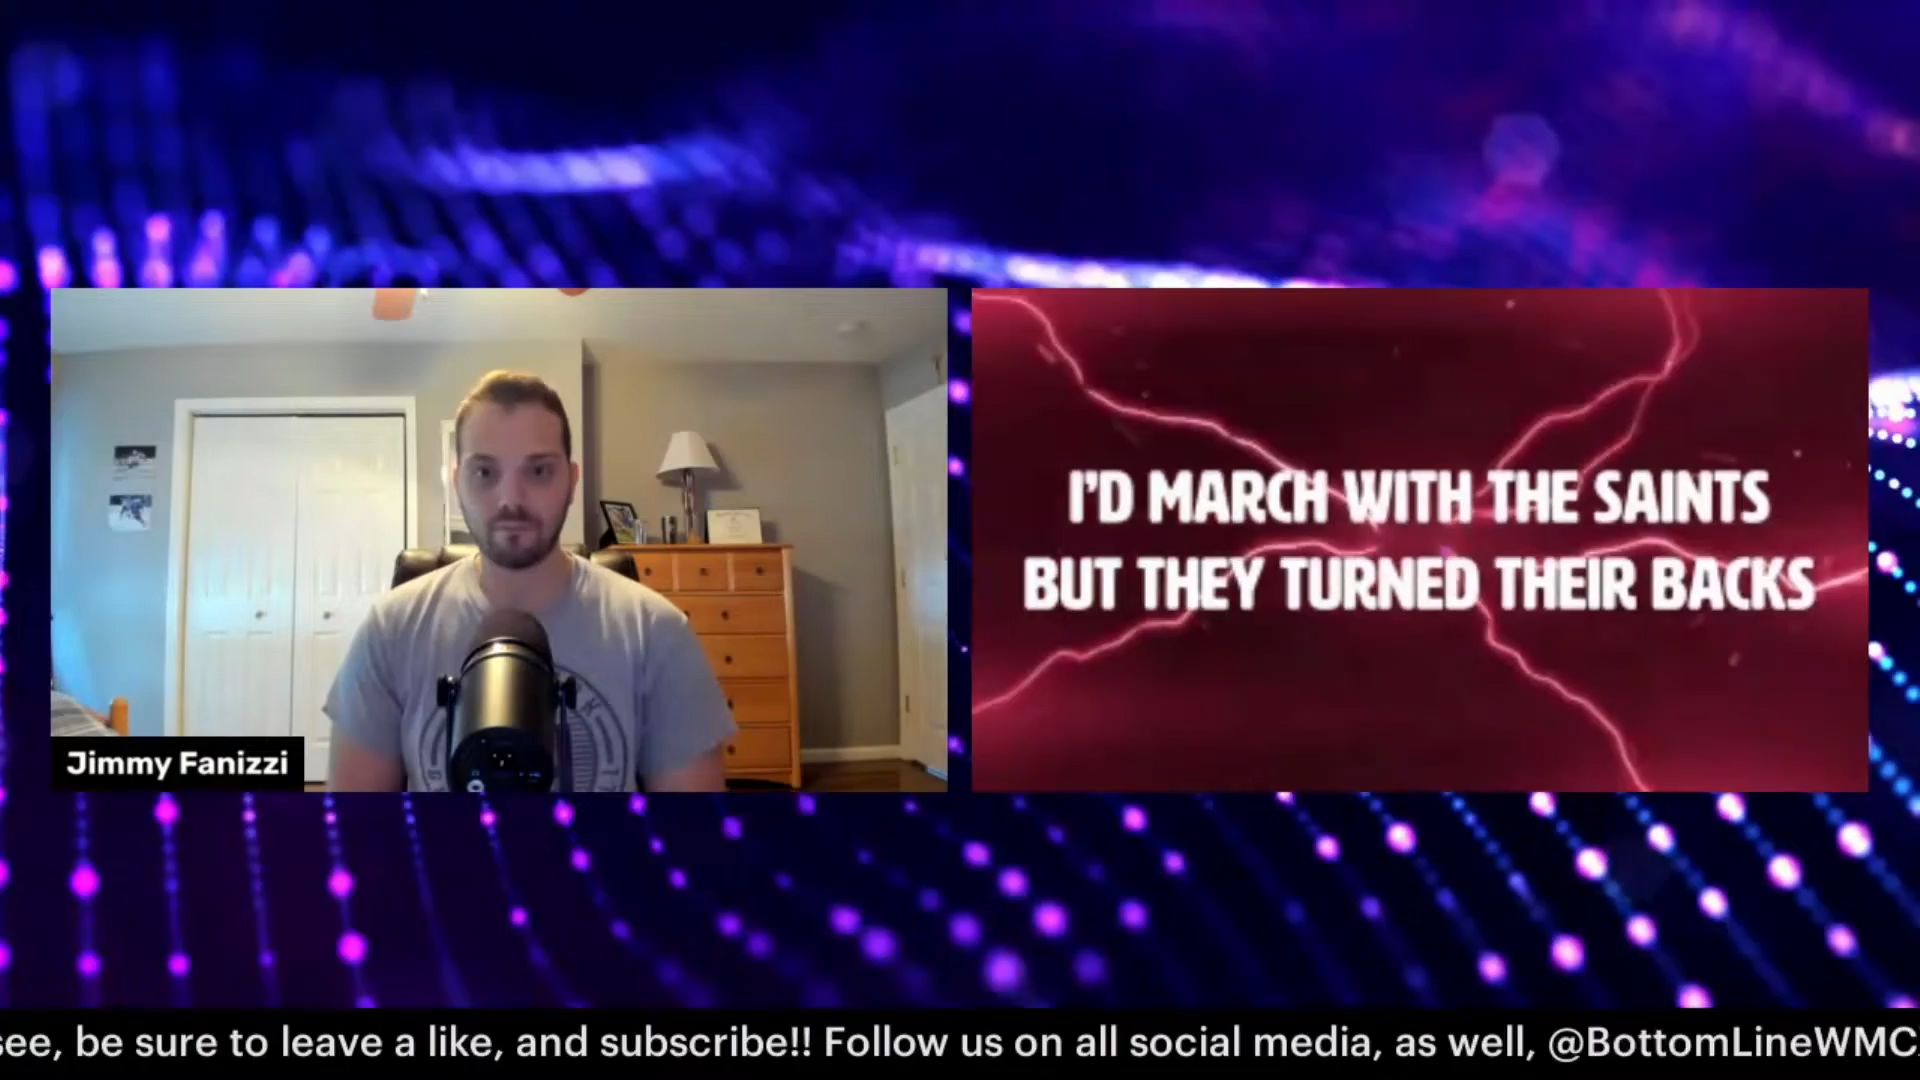 I'D MARCH WITH THE SAINTS
BUT THEY TURNED THEIR BACKS
Jimmy Fanizzi
see, be sure to leave a like, and subscribe!! Follow us on all social media, as well, @BottomLineWMC